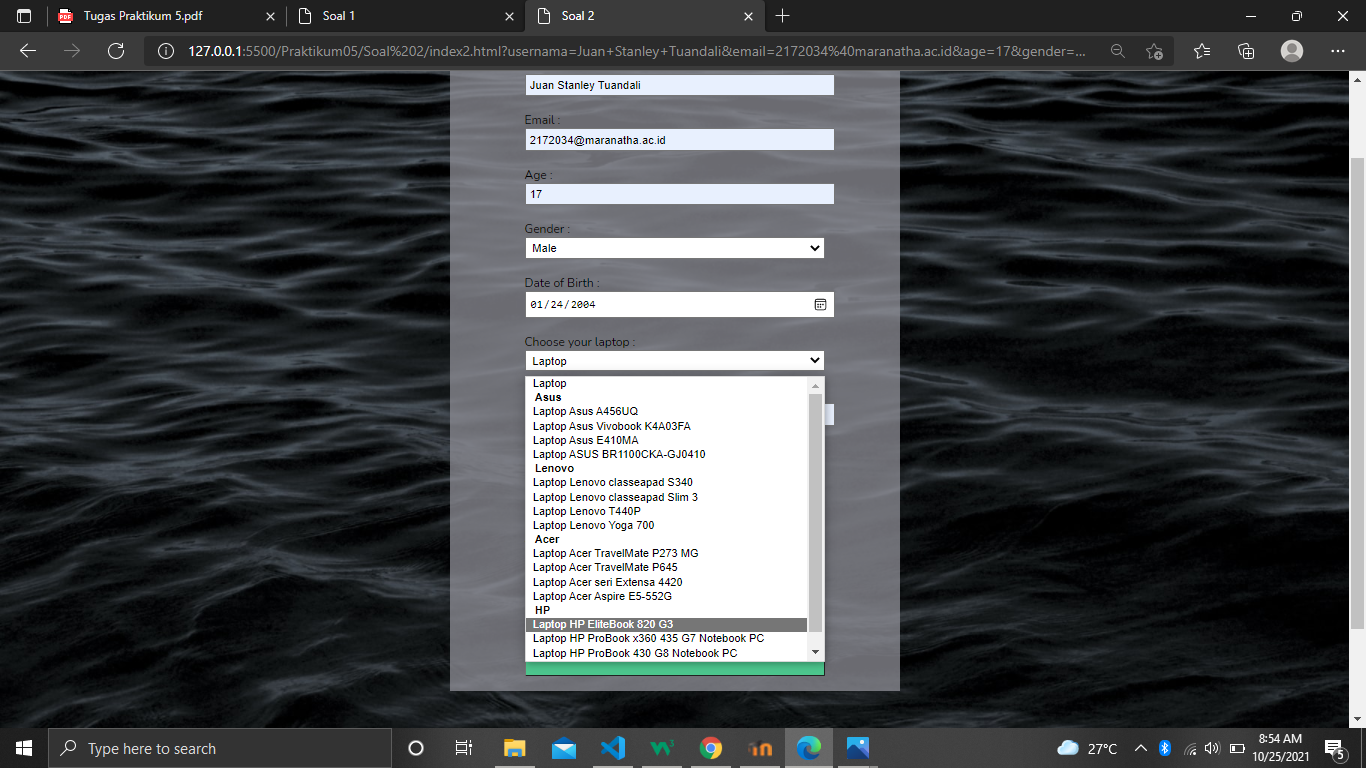 Tugas Praktikum 5.pdf
Soal 1
Soal 2
127.0.0.1:5500/Praktikum05/Soal%202/index2.html?usernama=Juan+Stanley+Tuandali&email=2172034%40maranatha.ac.id&age=17&gender=...
Juan Stanley Tuandali
Email :
2172034@maranatha.ac.id
Age :
17
Gender :
Male
Date of Birth :
01/24/2004
Choose your laptop :
Laptop
Laptop
Asus
Laptop Asus A456UQ
Laptop Asus Vivobook K4A03FA
Laptop Asus E410MA
Laptop ASUS BR1100CKA-GJ0410
Lenovo
Laptop Lenovo classeapad S340
Laptop Lenovo classeapad Slim 3
Laptop Lenovo T440P
Laptop Lenovo Yoga 700
Acer
Laptop Acer TravelMate P273 MG
Laptop Acer TravelMate P645
Laptop Acer seri Extensa 4420
Laptop Acer Aspire E5-552G
HP
Laptop HP EliteBook 820 G3
Laptop HP ProBook x360 435 G7 Notebook PC
Laptop HP ProBook 430 G8 Notebook PC
Type here to search
27°C
8:54 AM
10/25/2021
5